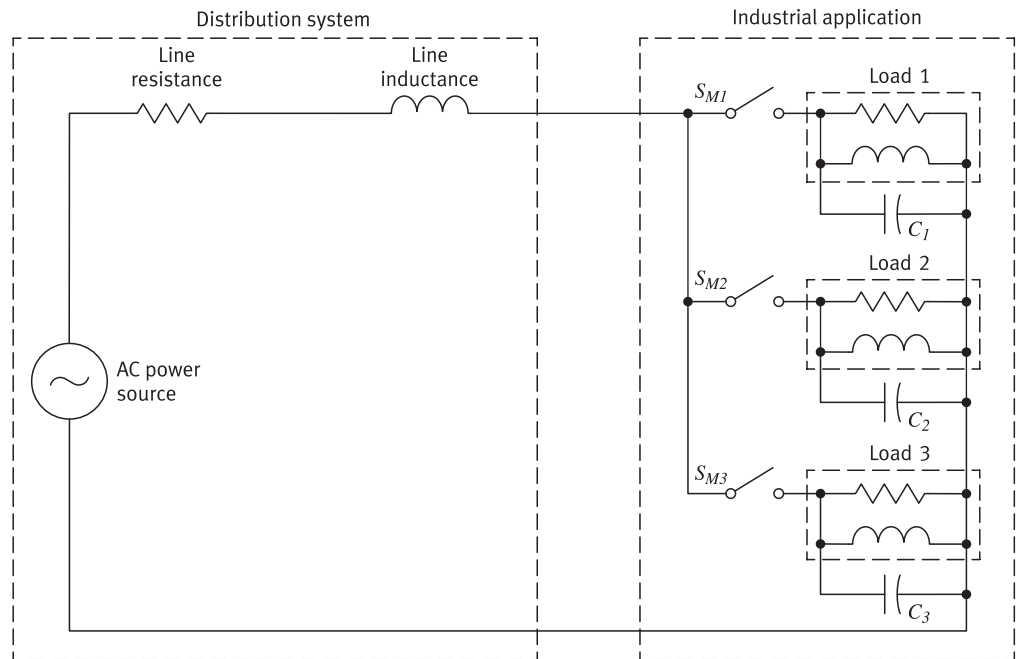 Distribution system
Industrial application
Line
resistance
Line
inductance
S_M1
Load 1
C_1
S_M2
Load 2
C_2
AC power
source
S_M3
Load 3
C_3